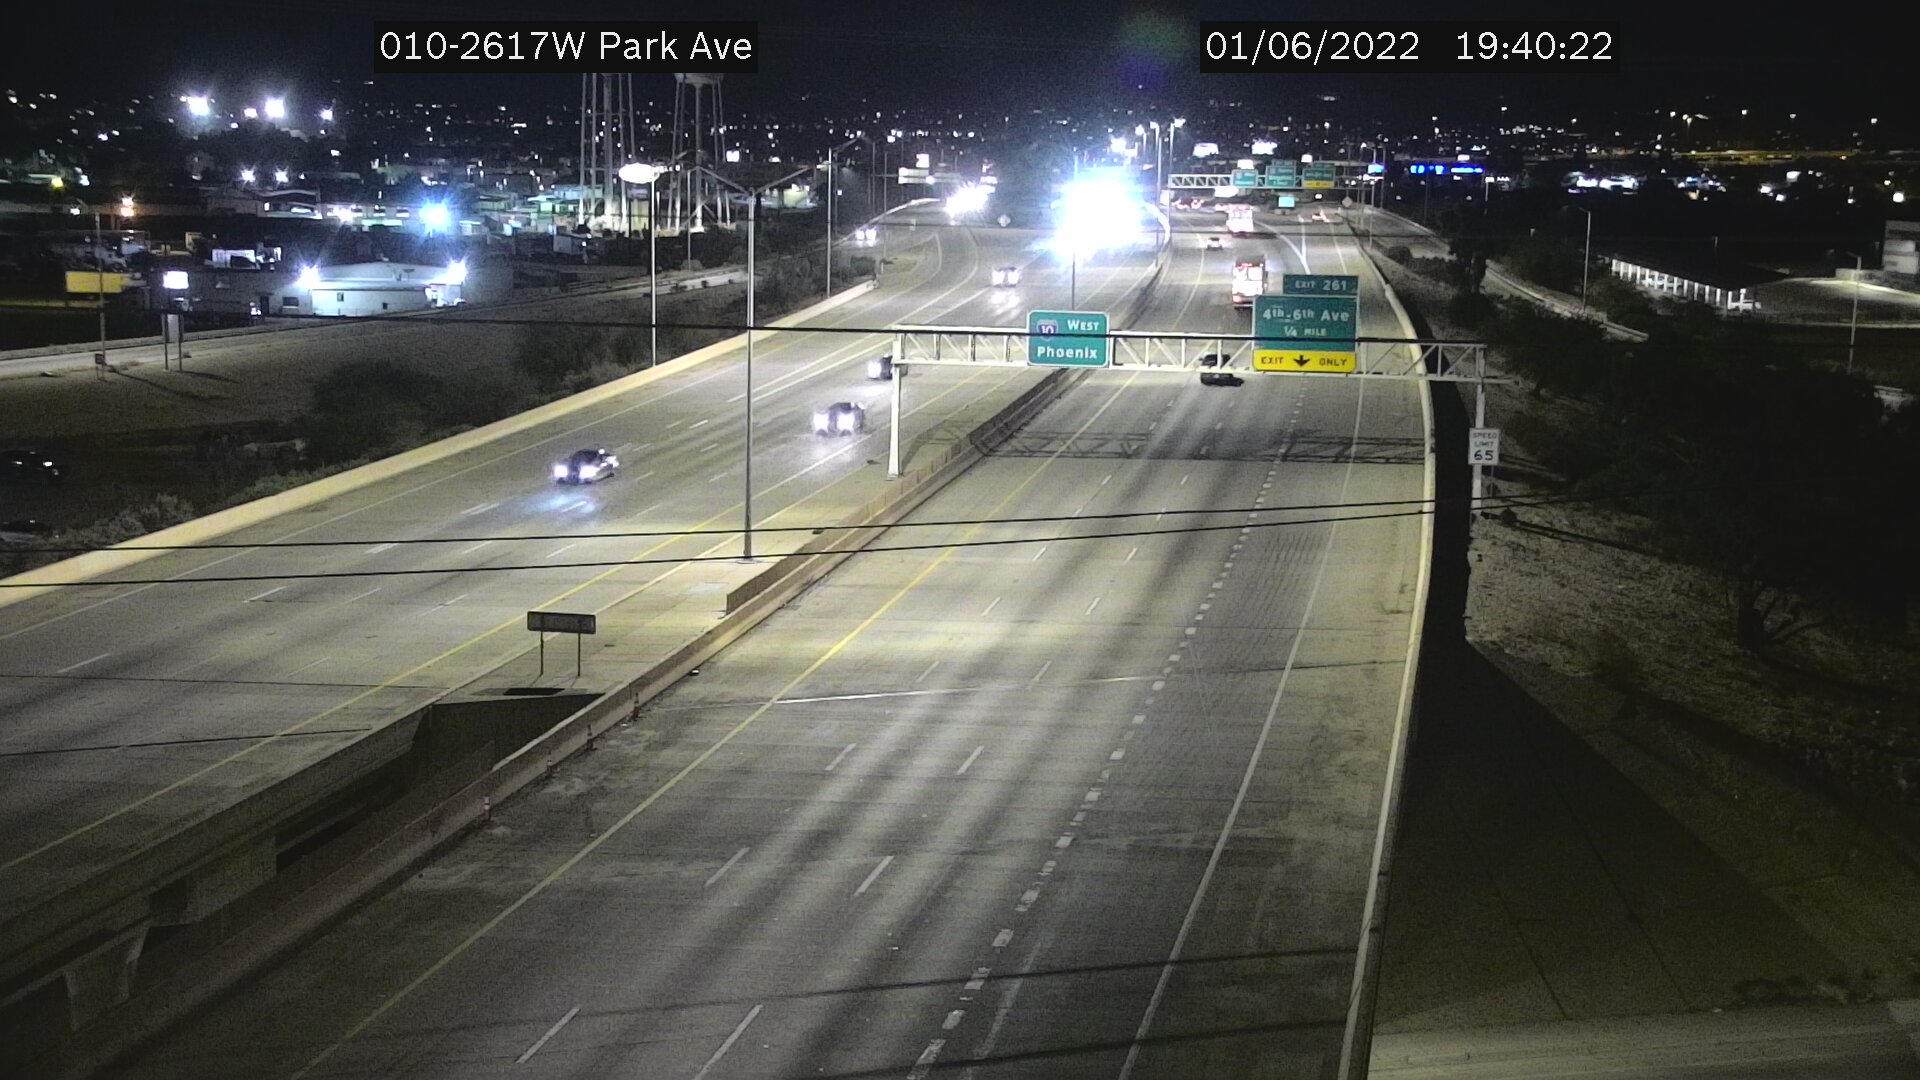 010-2617W Park Ave
01/06/2022 19:40:22
EXIT 261
10 WEST
Phoenix
4th-6th Ave
1/4 MILE
EXIT ONLY
SPEED
LIMIT
65